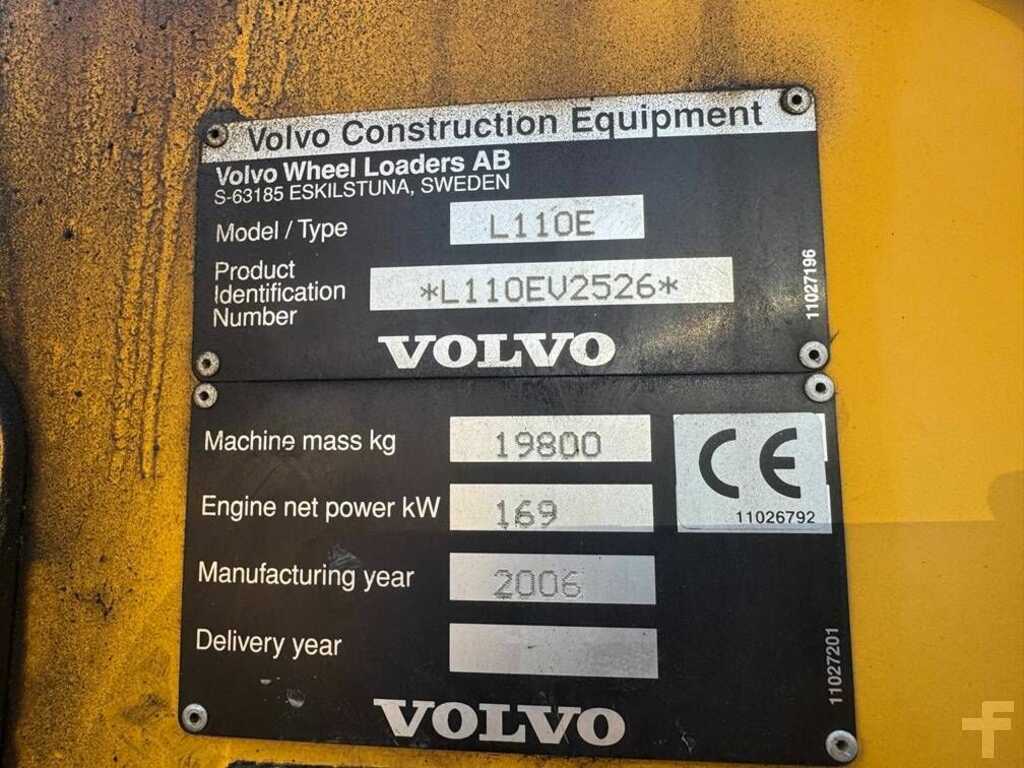 Volvo Construction Equipment
Volvo Wheel Loaders AB
S-63185 ESKILSTUNA, SWEDEN
Model / Type L110E
Product
Identification
Number
*L110EV2526*
11027196
VOLVO
Machine mass kg 19800
CE
11026792
Engine net power kW 169
Manufacturing year 2006
Delivery year
11027201
VOLVO